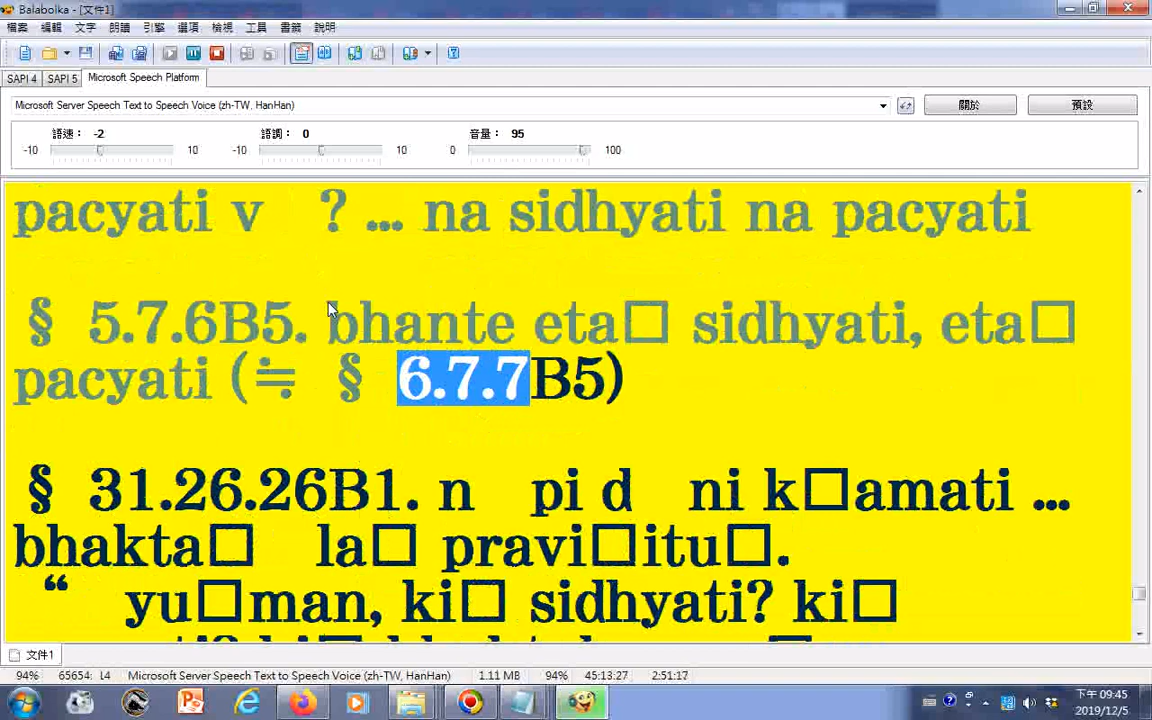 Balabolka - [文件1]
檔案 編輯 文字 朗讀 引擎 選項 檢視 工具 書籤 說明
SAPI 4 SAPI 5 Microsoft Speech Platform
Microsoft Server Speech Text to Speech Voice (zh-TW, HanHan) 關於 預設
語速： -2 語調： 0 音量： 95
-10 10 -10 10 0 100
pacyati v ? ... na sidhyati na pacyati
§ 5.7.6B5. bhante eta□ sidhyati, eta□
pacyati (≒ § 6.7.7B5)
§ 31.26.26B1. n pi d ni k□amati ...
bhakta□ la□ pravi□itu□.
“ yu□man, ki□ sidhyati? ki□
文件1
94% 65654: 14 Microsoft Server Speech Text to Speech Voice (zh-TW, HanHan) 1.11 MB 94% 45:13:27 2:51:17
下午 09:45
2019/12/5